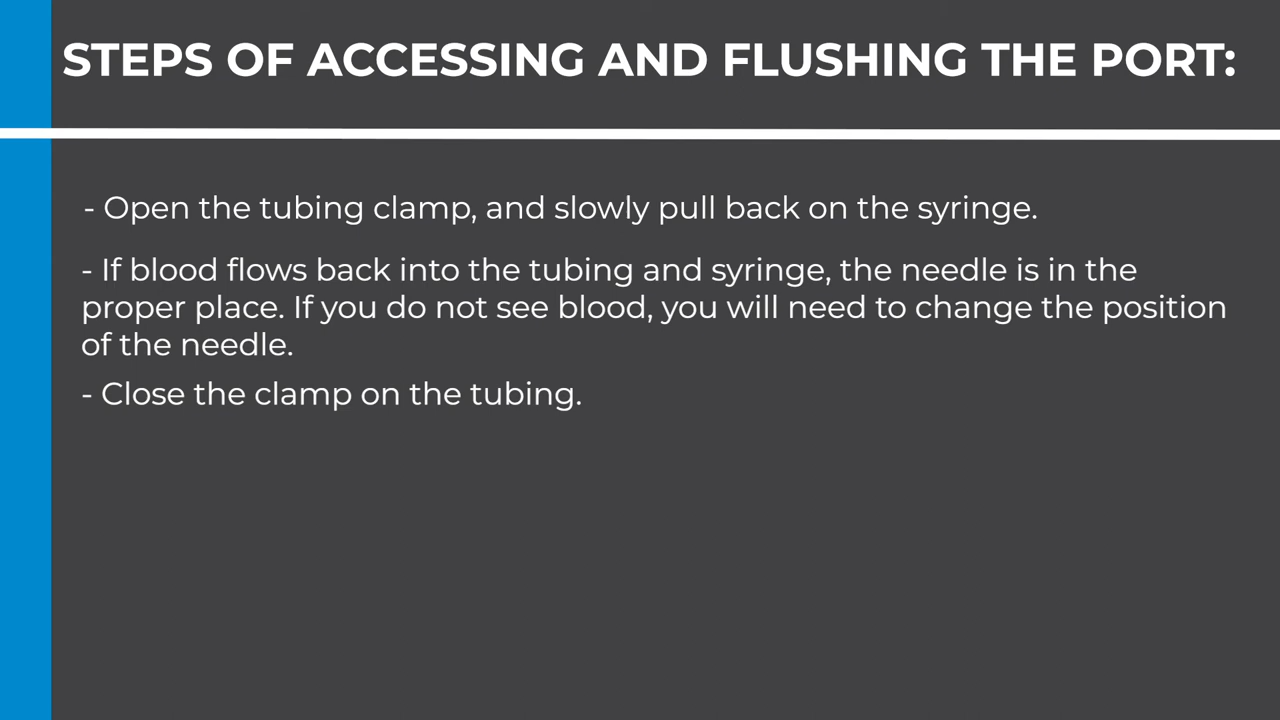 STEPS OF ACCESSING AND FLUSHING THE PORT:
- Open the tubing clamp, and slowly pull back on the syringe.
- If blood flows back into the tubing and syringe, the needle is in the
proper place. If you do not see blood, you will need to change the position
of the needle.
- Close the clamp on the tubing.